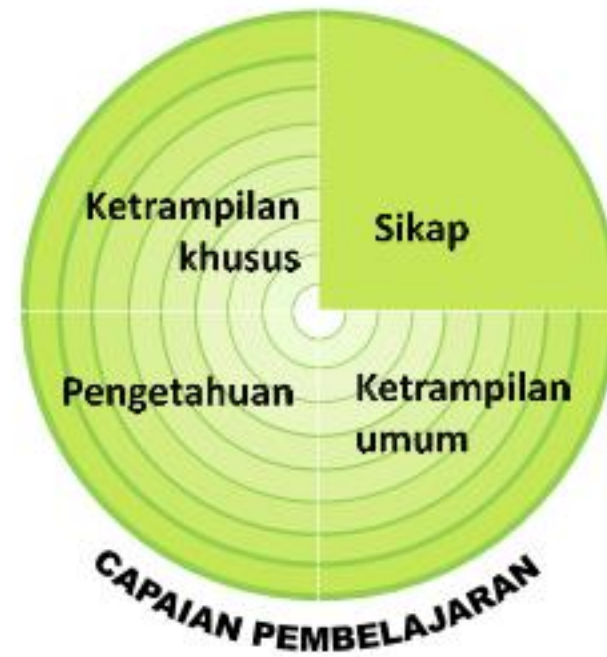 Ketrampilan
khusus
Sikap
Pengetahuan
Ketrampilan
umum
CAPAIAN PEMBELAJARAN